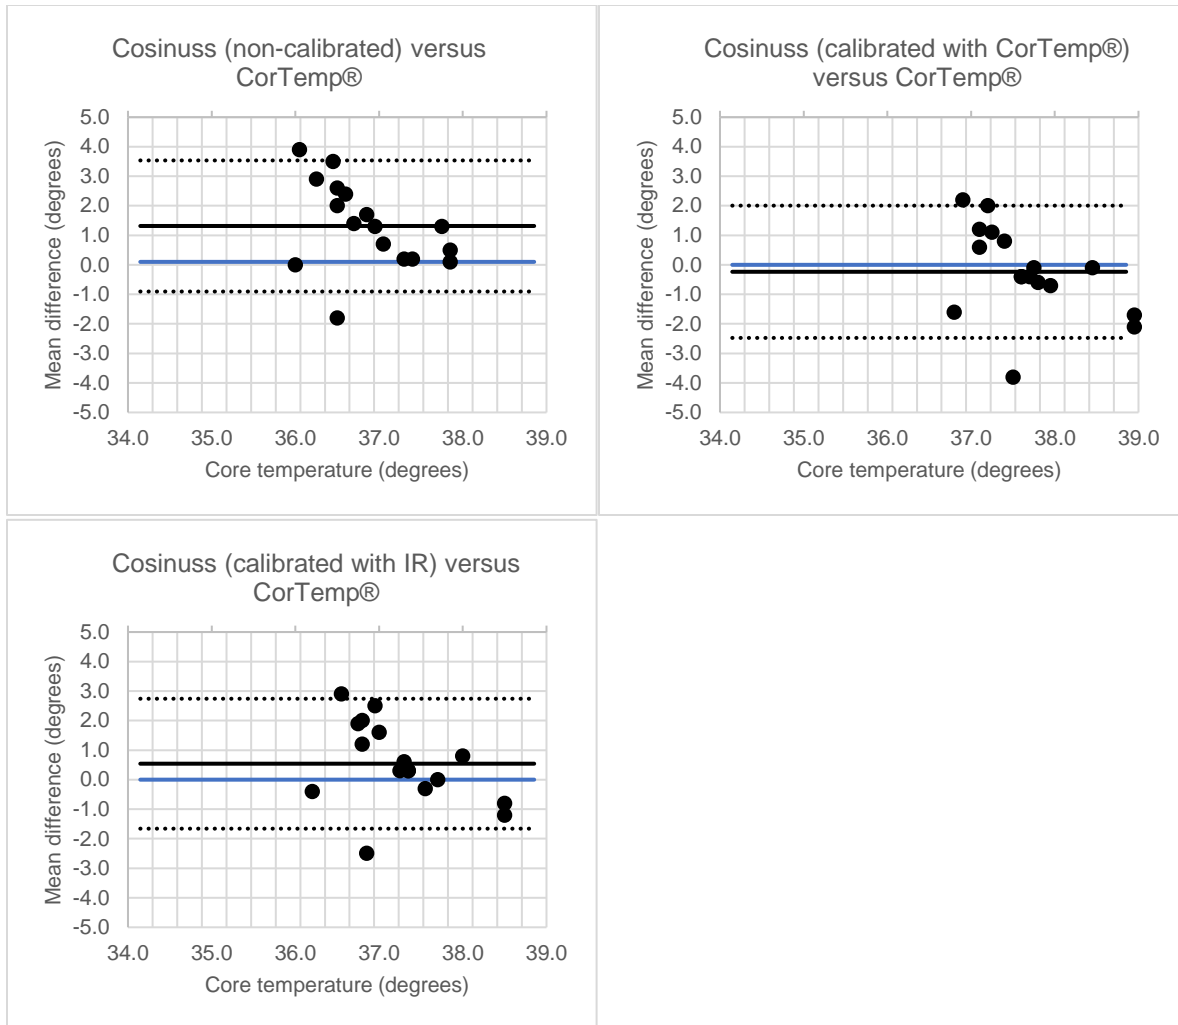 Cosinuss (non-calibrated) versus
CorTemp®
Mean difference (degrees)
5.0
4.0
3.0
2.0
1.0
0.0
-1.0
-2.0
-3.0
-4.0
-5.0
34.0 35.0 36.0 37.0 38.0 39.0
Core temperature (degrees)
Cosinuss (calibrated with CorTemp®)
versus CorTemp®
Mean difference (degrees)
5.0
4.0
3.0
2.0
1.0
0.0
-1.0
-2.0
-3.0
-4.0
-5.0
34.0 35.0 36.0 37.0 38.0 39.0
Core temperature (degrees)
Cosinuss (calibrated with IR) versus
CorTemp®
Mean difference (degrees)
5.0
4.0
3.0
2.0
1.0
0.0
-1.0
-2.0
-3.0
-4.0
-5.0
34.0 35.0 36.0 37.0 38.0 39.0
Core temperature (degrees)